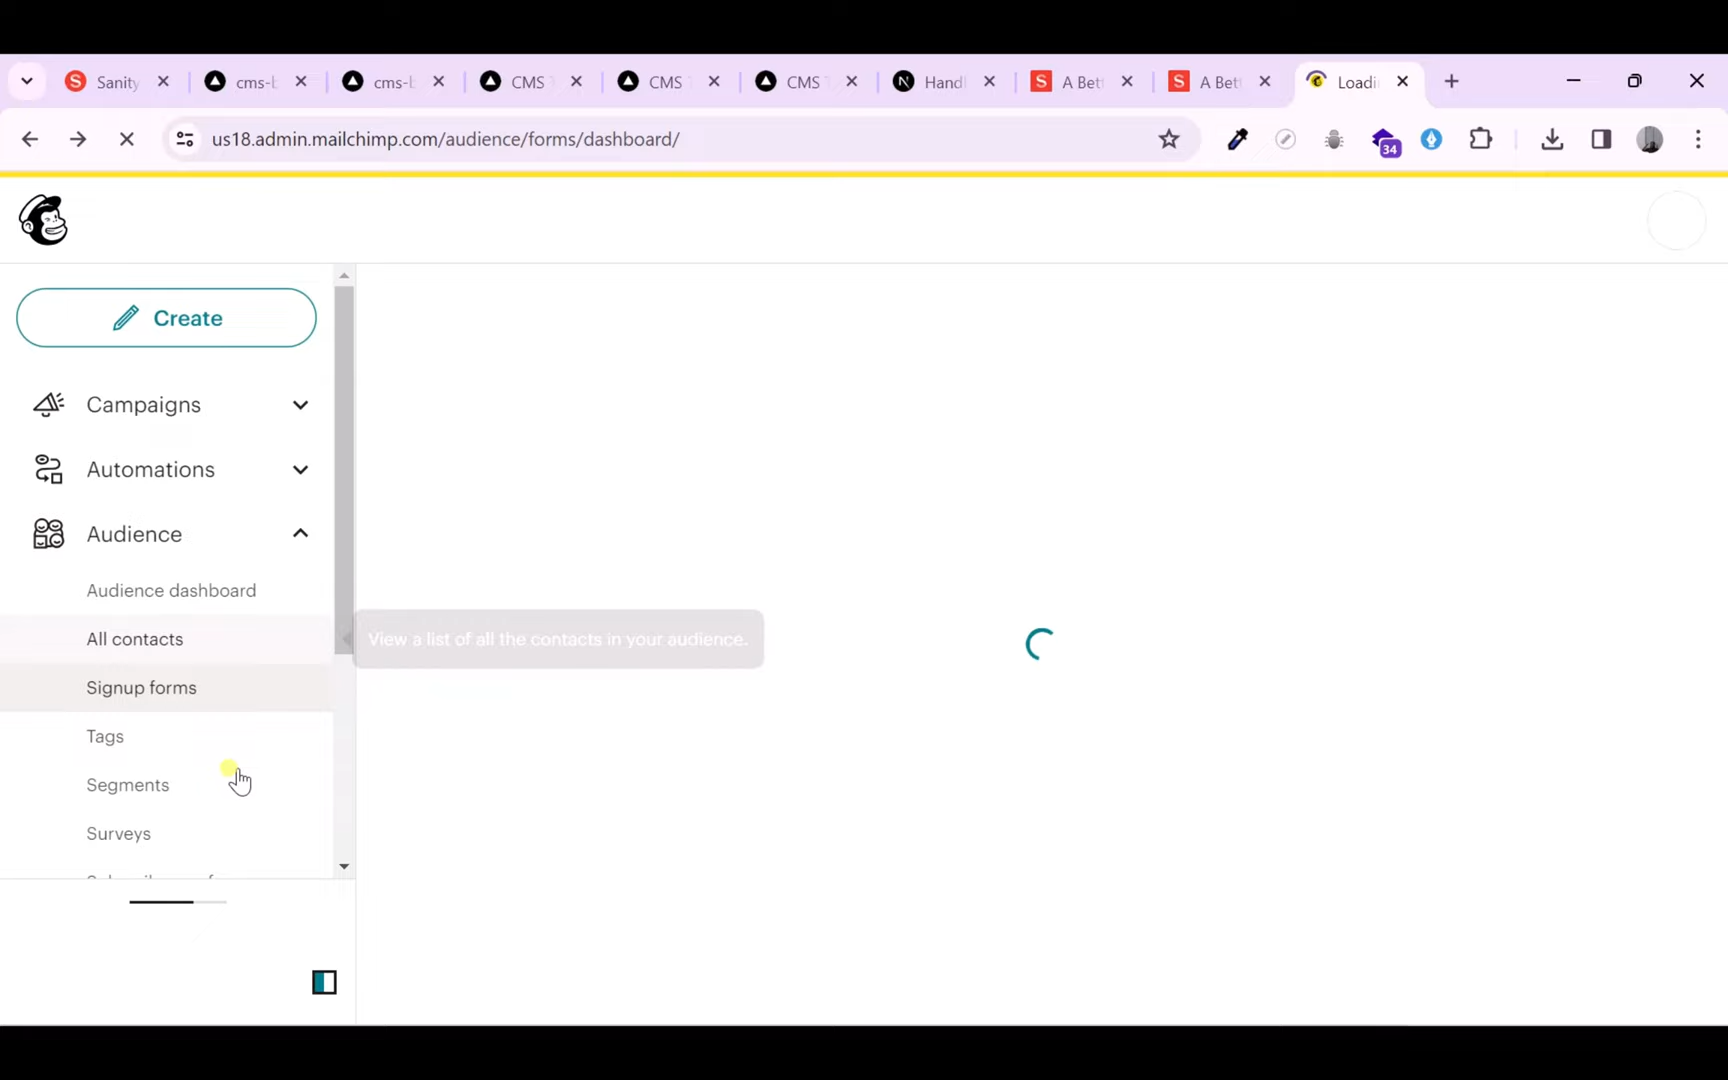 Sanity
cms-b
cms-b
CMS T
CMS T
CMS T
Handl
A Bett
A Bett
Loadi
us18.admin.mailchimp.com/audience/forms/dashboard/
34
Create
Campaigns
Automations
Audience
Audience dashboard
All contacts
View a list of all the contacts in your audience.
Signup forms
Tags
Segments
Surveys